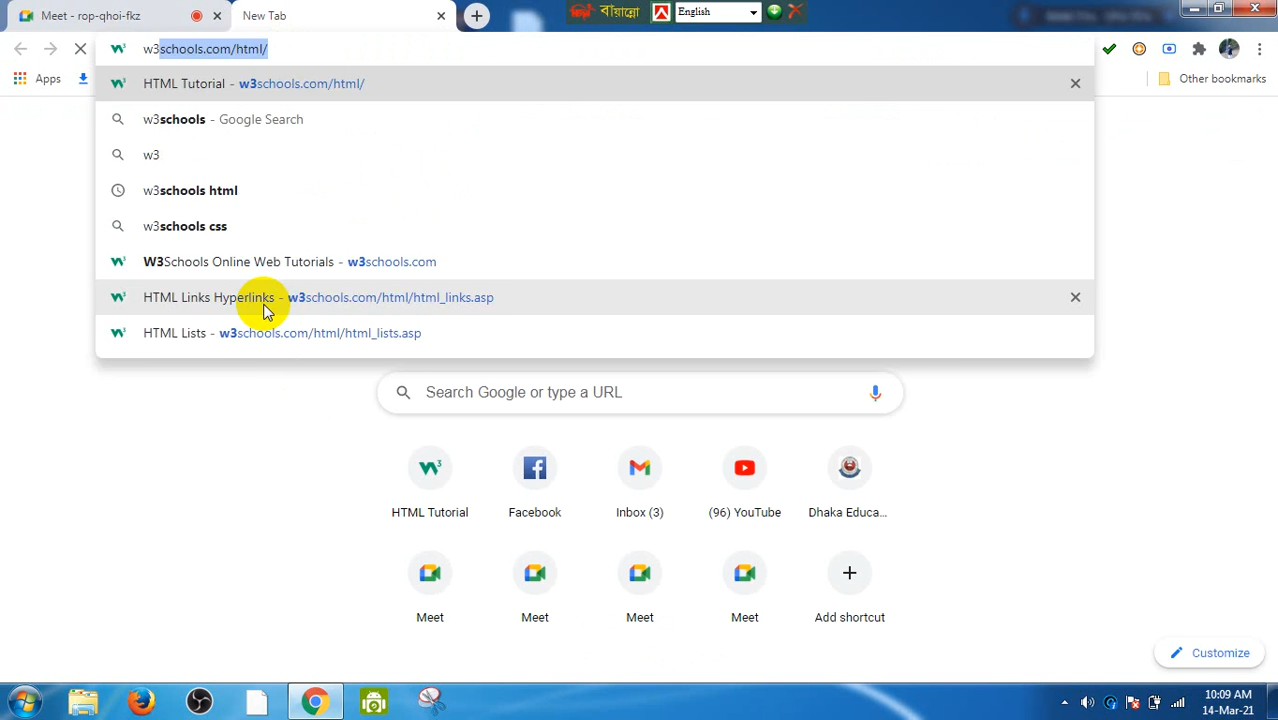 Meet - rop-qhoi-fkz
New Tab
বায়ান্নো
English
w3schools.com/html/
HTML Tutorial - w3schools.com/html/
w3schools - Google Search
w3
w3schools html
w3schools css
W3Schools Online Web Tutorials - w3schools.com
HTML Links Hyperlinks - w3schools.com/html/html_links.asp
HTML Lists - w3schools.com/html/html_lists.asp
Apps
Other bookmarks
Search Google or type a URL
HTML Tutorial
Facebook
Inbox (3)
(96) YouTube
Dhaka Educa...
Meet
Meet
Meet
Meet
Add shortcut
Customize
10:09 AM
14-Mar-21